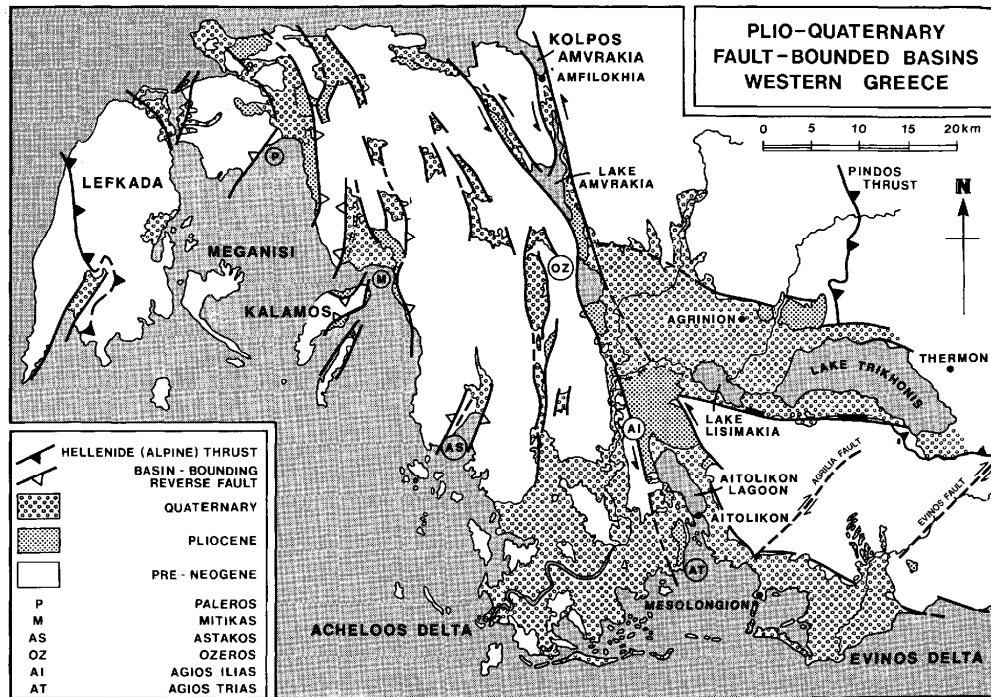 PLIO-QUATERNARY
FAULT-BOUNDED BASINS
WESTERN GREECE
0 5 10 15 20 km
KOLPOS
AMVRAKIA
AMFILOKHIA
PINDOS
THRUST
N
LEFKADA
P
LAKE
AMVRAKIA
MEGANISI
OZ
M
KALAMOS
AGRINION
THERMON
LAKE TRIKHONIS
AI
LAKE
LISIMAKIA
AS
AGRILIA FAULT
EVINOS FAULT
AITOLIKON
LAGOON
AITOLIKON
AT
MESOLONGION
ACHELOOS DELTA
EVINOS DELTA
HELLENIDE (ALPINE) THRUST
BASIN-BOUNDING
REVERSE FAULT
QUATERNARY
PLIOCENE
PRE-NEOGENE
P PALEROS
M MITIKAS
AS ASTAKOS
OZ OZEROS
AI AGIOS ILIAS
AT AGIOS TRIAS